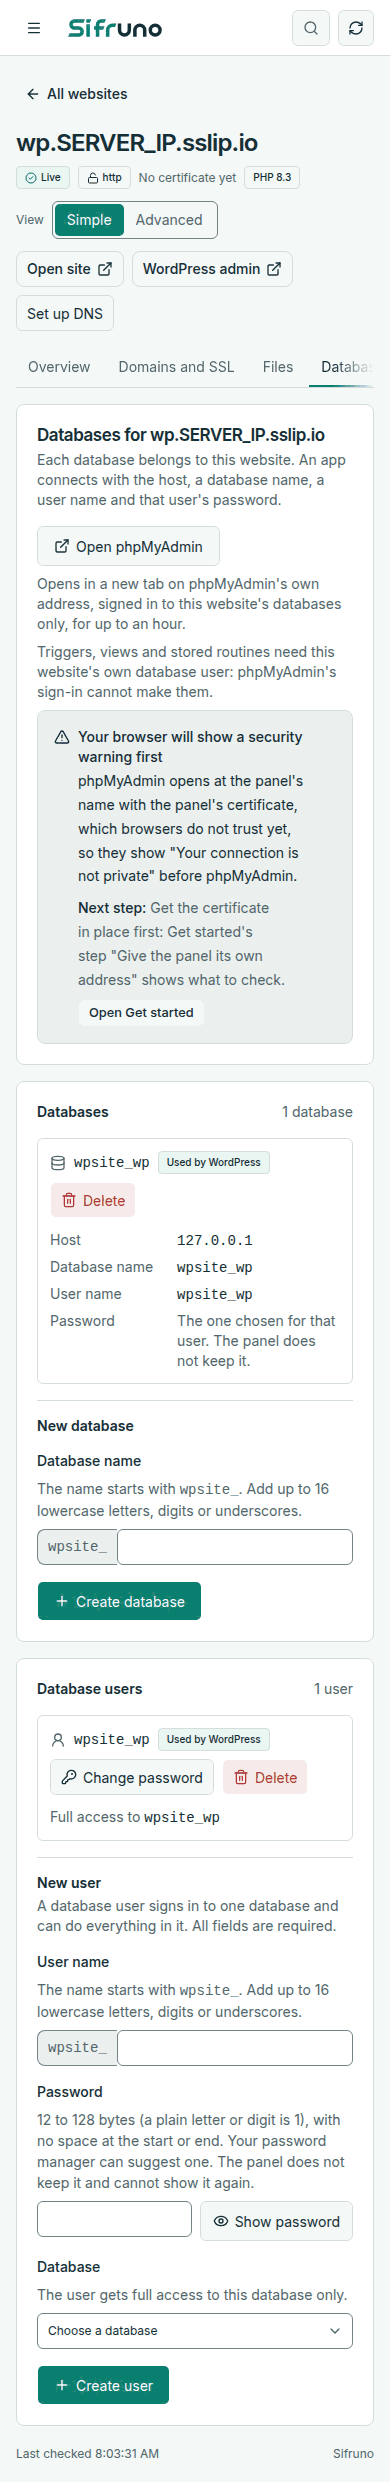 Sifruno
All websites
wp.SERVER_IP.sslip.io
Live
http
No certificate yet
PHP 8.3
View
Simple
Advanced
Open site
WordPress admin
Set up DNS
Overview
Domains and SSL
Files
Databas
Databases for wp.SERVER_IP.sslip.io
Each database belongs to this website. An app
connects with the host, a database name, a
user name and that user's password.
Open phpMyAdmin
Opens in a new tab on phpMyAdmin's own
address, signed in to this website's databases
only, for up to an hour.
Triggers, views and stored routines need this
website's own database user: phpMyAdmin's
sign-in cannot make them.
Your browser will show a security
warning first
phpMyAdmin opens at the panel's
name with the panel's certificate,
which browsers do not trust yet,
so they show "Your connection is
not private" before phpMyAdmin.
Next step: Get the certificate
in place first: Get started's
step "Give the panel its own
address" shows what to check.
Open Get started
Databases
1 database
wpsite_wp
Used by WordPress
Delete
Host
127.0.0.1
Database name
wpsite_wp
User name
wpsite_wp
Password
The one chosen for that
user. The panel does
not keep it.
New database
Database name
The name starts with wpsite_. Add up to 16
lowercase letters, digits or underscores.
wpsite_
Create database
Database users
1 user
wpsite_wp
Used by WordPress
Change password
Delete
Full access to wpsite_wp
New user
A database user signs in to one database and
can do everything in it. All fields are required.
User name
The name starts with wpsite_. Add up to 16
lowercase letters, digits or underscores.
wpsite_
Password
12 to 128 bytes (a plain letter or digit is 1), with
no space at the start or end. Your password
manager can suggest one. The panel does not
keep it and cannot show it again.
Show password
Database
The user gets full access to this database only.
Choose a database
Create user
Last checked 8:03:31 AM
Sifruno